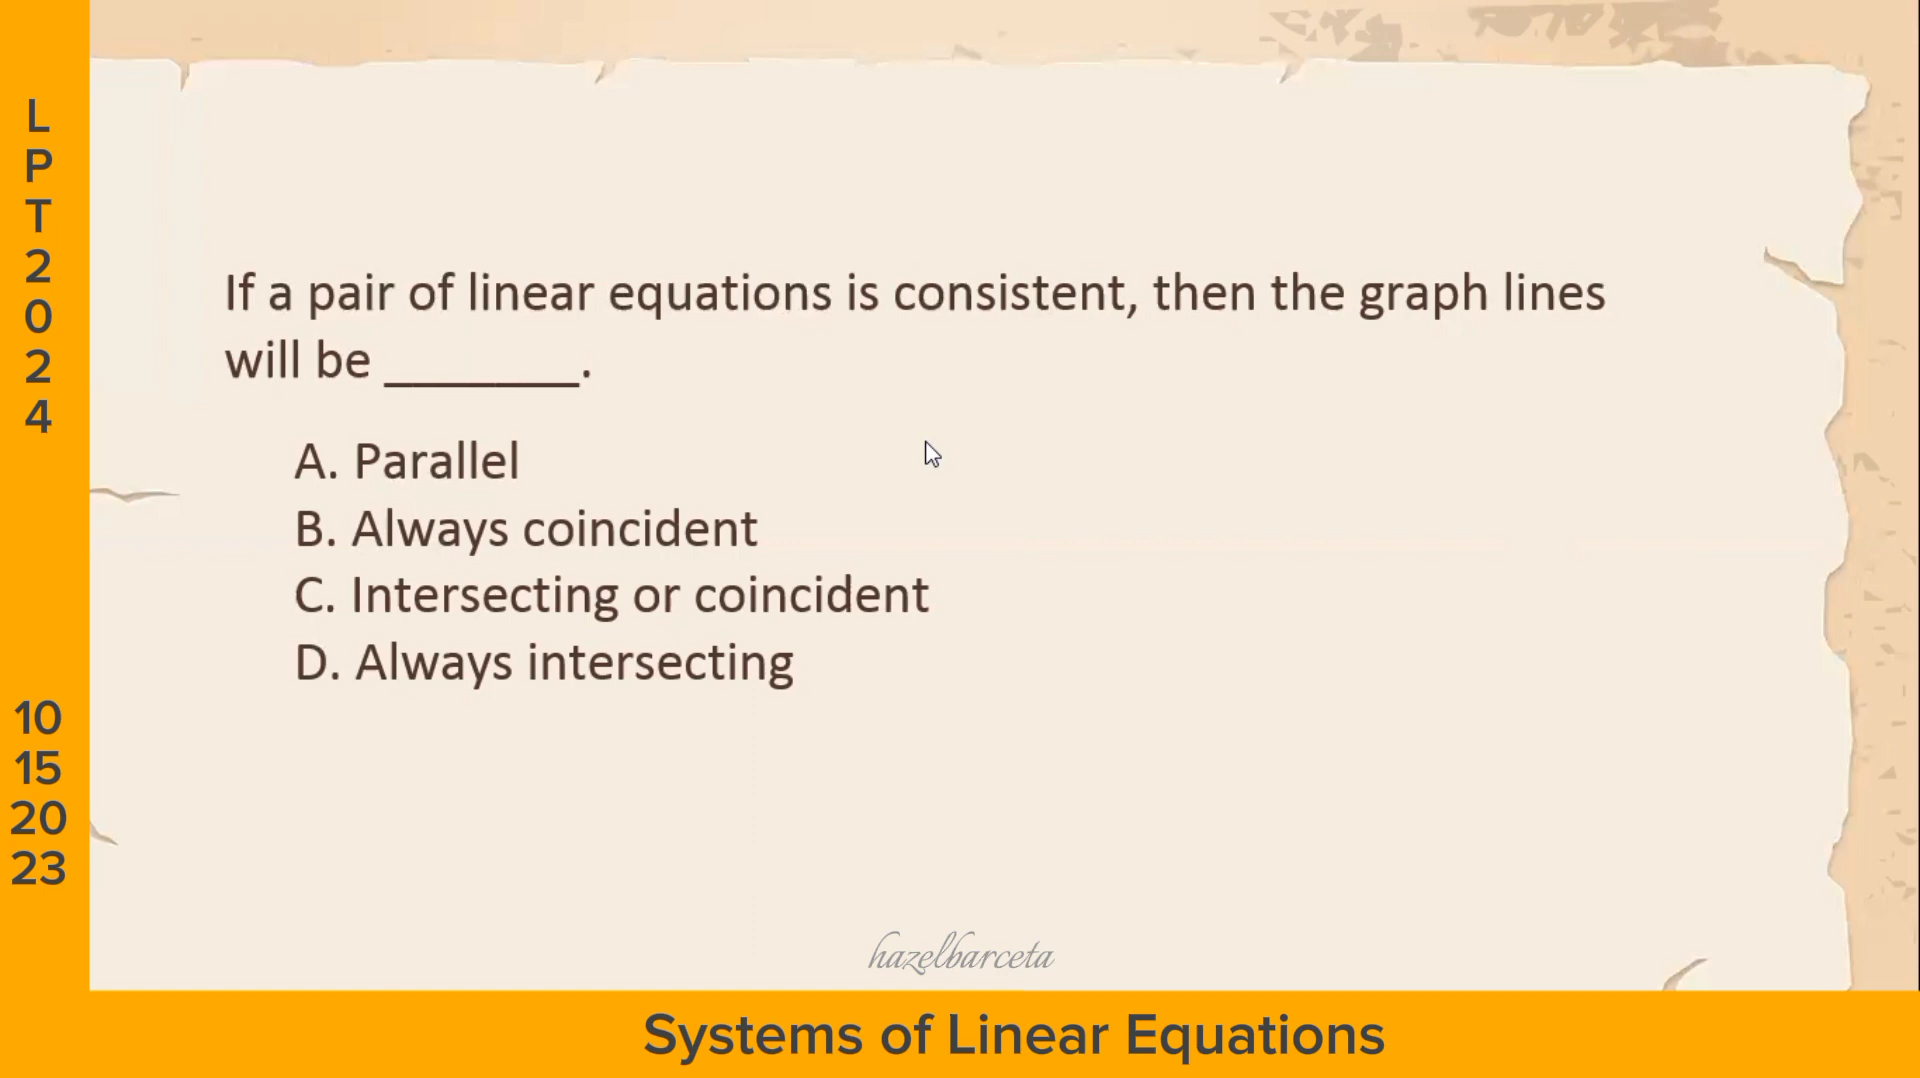 L
P
T
2
0
2
4
If a pair of linear equations is consistent, then the graph lines
will be _______.
A. Parallel
B. Always coincident
C. Intersecting or coincident
D. Always intersecting
10
15
20
23
hazelbarceta
Systems of Linear Equations